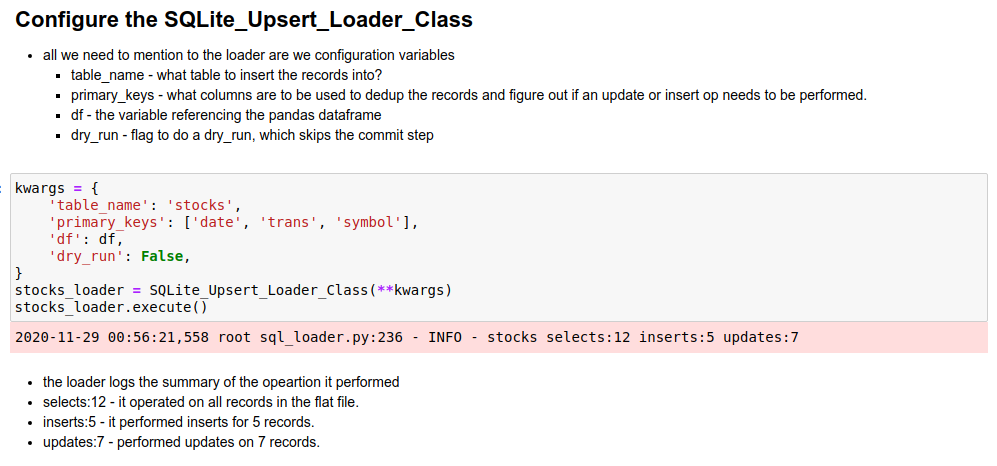 Configure the SQLite_Upsert_Loader_Class
• all we need to mention to the loader are we configuration variables
▪ table_name - what table to insert the records into?
▪ primary_keys - what columns are to be used to dedup the records and figure out if an update or insert op needs to be performed.
▪ df - the variable referencing the pandas dataframe
▪ dry_run - flag to do a dry_run, which skips the commit step
kwargs = {
    'table_name': 'stocks',
    'primary_keys': ['date', 'trans', 'symbol'],
    'df': df,
    'dry_run': False,
}
stocks_loader = SQLite_Upsert_Loader_Class(**kwargs)
stocks_loader.execute()
2020-11-29 00:56:21,558 root sql_loader.py:236 - INFO - stocks selects:12 inserts:5 updates:7
• the loader logs the summary of the opeartion it performed
• selects:12 - it operated on all records in the flat file.
• inserts:5 - it performed inserts for 5 records.
• updates:7 - performed updates on 7 records.